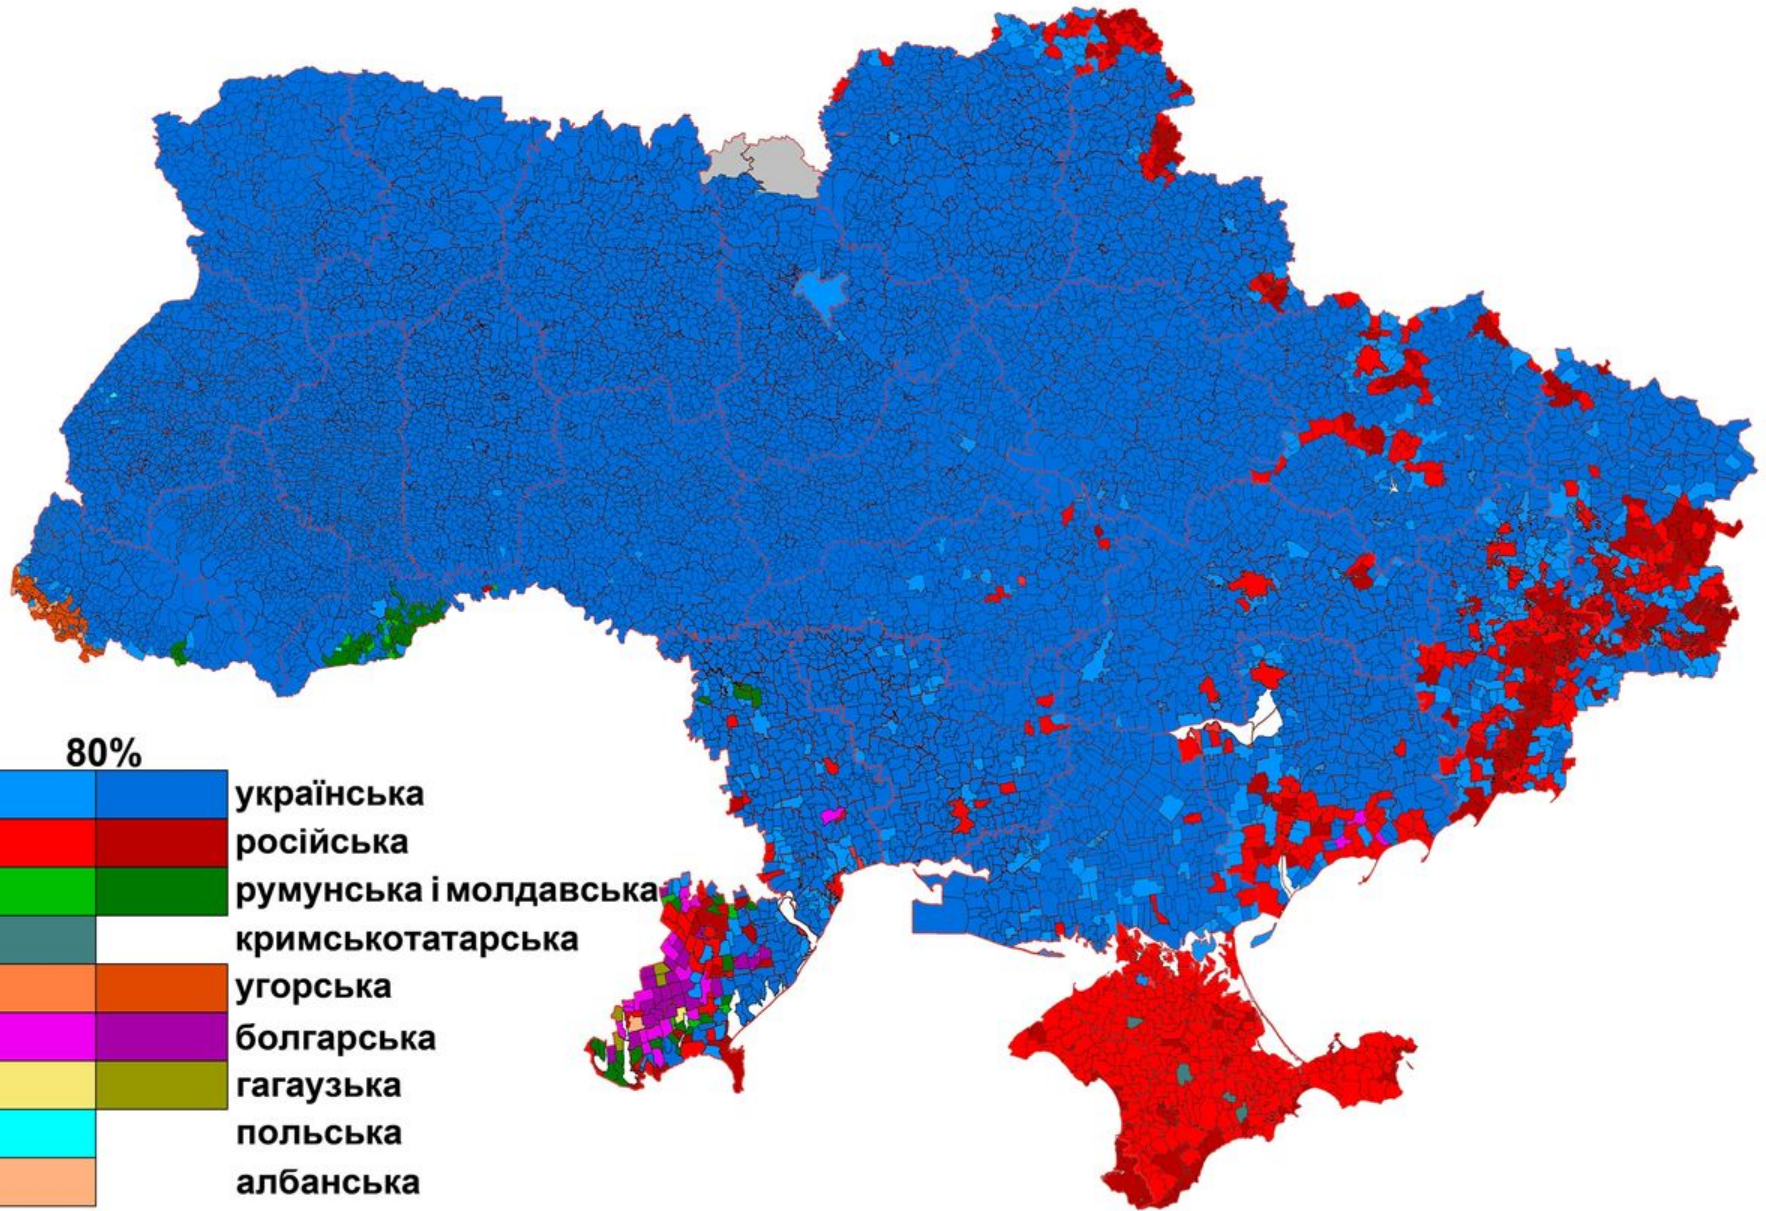 80%
українська
російська
румунська і молдавська
кримськотатарська
угорська
болгарська
гагаузька
польська
албанська